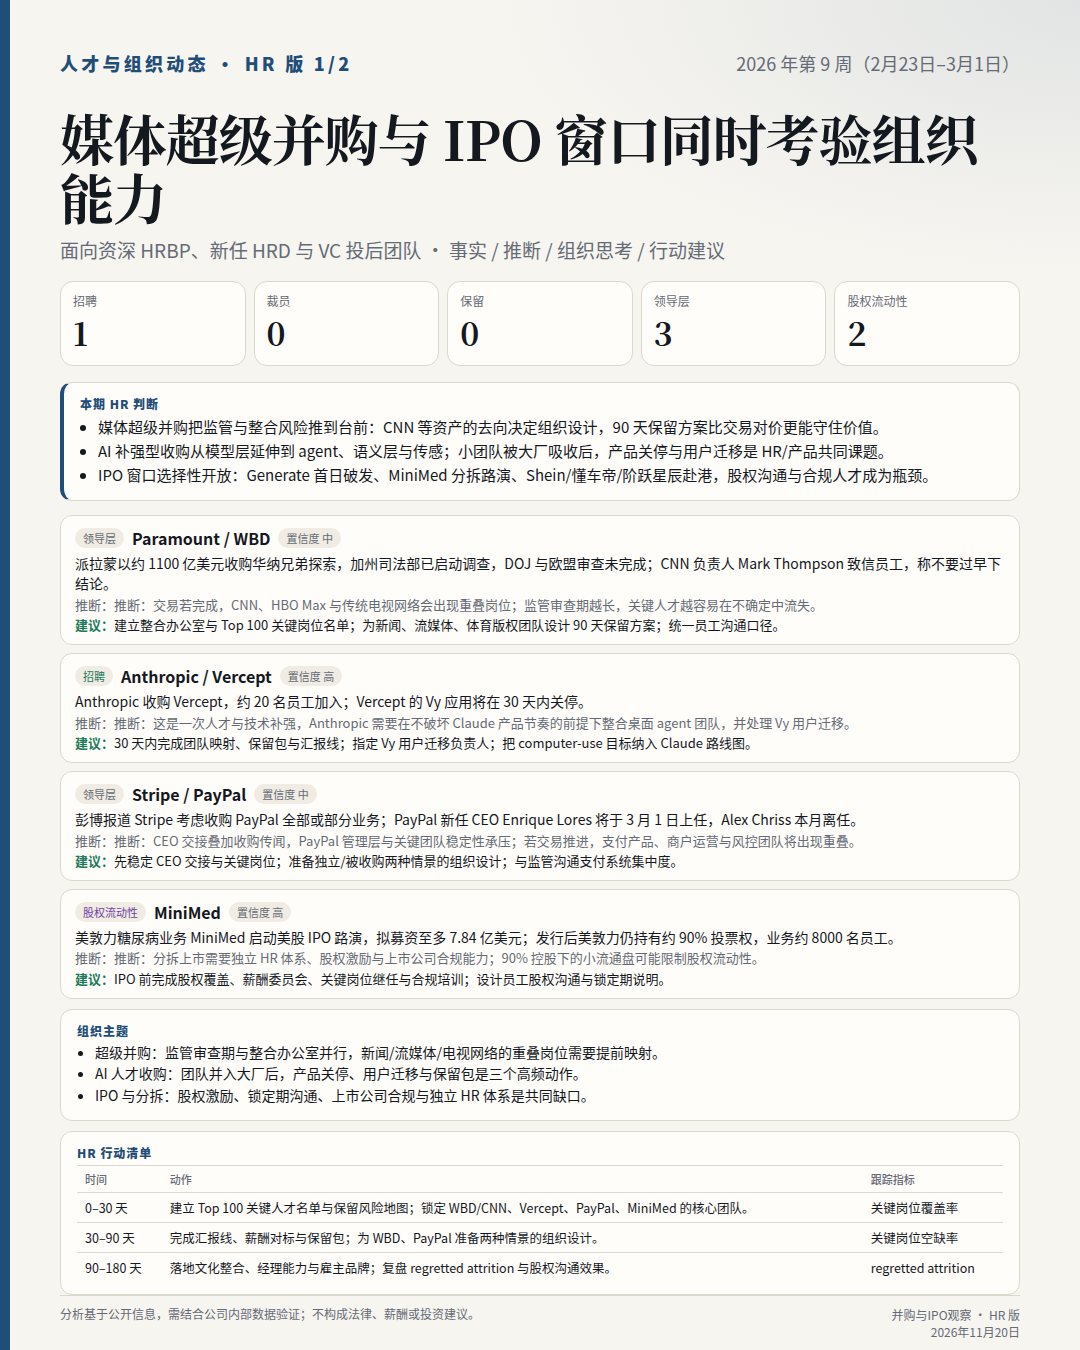 人才与组织动态 · HR 版 1/2
2026 年第 9 周（2月23日–3月1日）
媒体超级并购与 IPO 窗口同时考验组织
能力
面向资深 HRBP、新任 HRD 与 VC 投后团队 · 事实 / 推断 / 组织思考 / 行动建议
招聘
1
裁员
0
保留
0
领导层
3
股权流动性
2
本期 HR 判断
• 媒体超级并购把监管与整合风险推到台前：CNN 等资产的去向决定组织设计，90 天保留方案比交易对价更能守住价值。
• AI 补强型收购从模型层延伸到 agent、语义层与传感；小团队被大厂吸收后，产品关停与用户迁移是 HR/产品共同课题。
• IPO 窗口选择性开放：Generate 首日破发、MiniMed 分拆路演、Shein/懂车帝/阶跃星辰赴港，股权沟通与合规人才成为瓶颈。
领导层 Paramount / WBD 置信度 中
派拉蒙以约 1100 亿美元收购华纳兄弟探索，加州司法部已启动调查，DOJ 与欧盟审查未完成；CNN 负责人 Mark Thompson 致信员工，称不要过早下
结论。
推断：推断：交易若完成，CNN、HBO Max 与传统电视网络会出现重叠岗位；监管审查期越长，关键人才越容易在不确定中流失。
建议：建立整合办公室与 Top 100 关键岗位名单；为新闻、流媒体、体育版权团队设计 90 天保留方案；统一员工沟通口径。
招聘 Anthropic / Vercept 置信度 高
Anthropic 收购 Vercept，约 20 名员工加入；Vercept 的 Vy 应用将在 30 天内关停。
推断：推断：这是一次人才与技术补强，Anthropic 需要在不破坏 Claude 产品节奏的前提下整合桌面 agent 团队，并处理 Vy 用户迁移。
建议：30 天内完成团队映射、保留包与汇报线；指定 Vy 用户迁移负责人；把 computer-use 目标纳入 Claude 路线图。
领导层 Stripe / PayPal 置信度 中
彭博报道 Stripe 考虑收购 PayPal 全部或部分业务；PayPal 新任 CEO Enrique Lores 将于 3 月 1 日上任，Alex Chriss 本月离任。
推断：推断：CEO 交接叠加收购传闻，PayPal 管理层与关键团队稳定性承压；若交易推进，支付产品、商户运营与风控团队将出现重叠。
建议：先稳定 CEO 交接与关键岗位；准备独立/被收购两种情景的组织设计；与监管沟通支付系统集中度。
股权流动性 MiniMed 置信度 高
美敦力糖尿病业务 MiniMed 启动美股 IPO 路演，拟募资至多 7.84 亿美元；发行后美敦力仍持有约 90% 投票权，业务约 8000 名员工。
推断：推断：分拆上市需要独立 HR 体系、股权激励与上市公司合规能力；90% 控股下的小流通盘可能限制股权流动性。
建议：IPO 前完成股权覆盖、薪酬委员会、关键岗位继任与合规培训；设计员工股权沟通与锁定期说明。
组织主题
• 超级并购：监管审查期与整合办公室并行，新闻/流媒体/电视网络的重叠岗位需要提前映射。
• AI 人才收购：团队并入大厂后，产品关停、用户迁移与保留包是三个高频动作。
• IPO 与分拆：股权激励、锁定期沟通、上市公司合规与独立 HR 体系是共同缺口。
HR 行动清单
时间 动作 跟踪指标
0–30 天 建立 Top 100 关键人才名单与保留风险地图；锁定 WBD/CNN、Vercept、PayPal、MiniMed 的核心团队。 关键岗位覆盖率
30–90 天 完成汇报线、薪酬对标与保留包；为 WBD、PayPal 准备两种情景的组织设计。 关键岗位空缺率
90–180 天 落地文化整合、经理能力与雇主品牌；复盘 regretted attrition 与股权沟通效果。 regretted attrition
分析基于公开信息，需结合公司内部数据验证；不构成法律、薪酬或投资建议。
并购与IPO观察 · HR 版
2026年11月20日